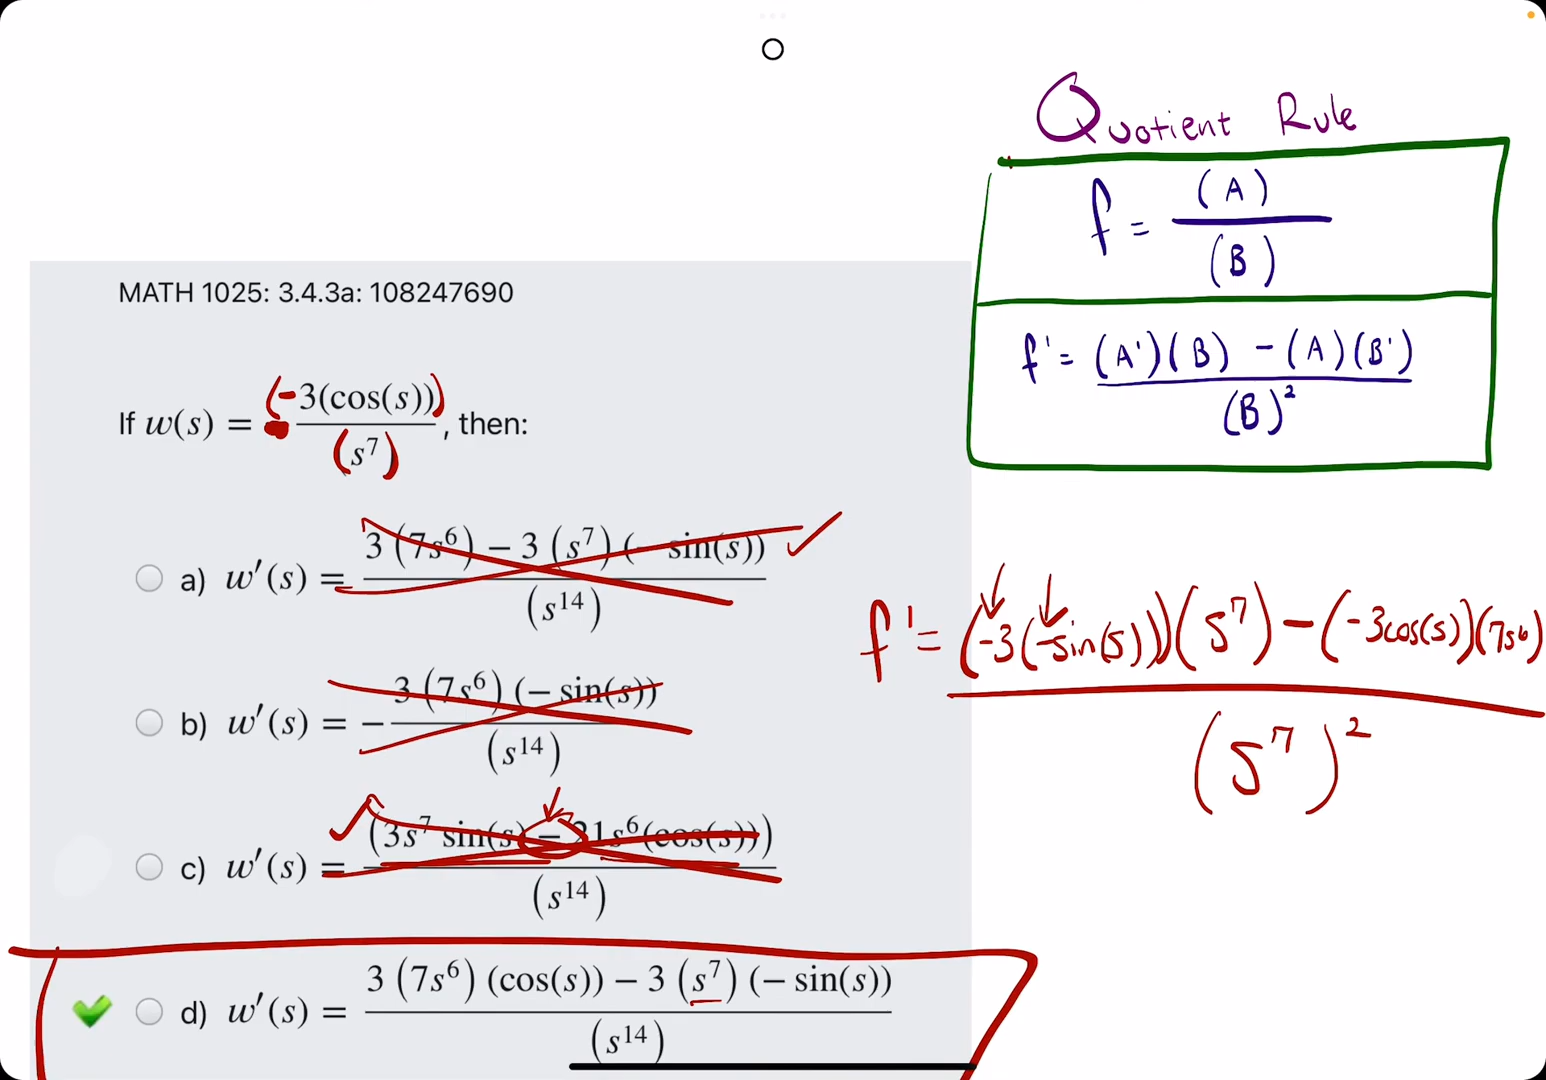 Quotient Rule
f = (A) / (B)
f' = (A')(B) - (A)(B') / (B)²
MATH 1025: 3.4.3a: 108247690
If w(s) = (-3(cos(s))) / (s⁷), then:
a) w′(s) = 3 (7s⁶) − 3 (s⁷) (− sin(s)) / (s¹⁴)
b) w′(s) = − 3 (7s⁶) (− sin(s)) / (s¹⁴)
c) w′(s) = (3s⁷ sin(s) − 21s⁶(cos(s))) / (s¹⁴)
d) w′(s) = 3 (7s⁶) (cos(s)) − 3 (s⁷) (− sin(s)) / (s¹⁴)
f' = (-3(-sin(s)))(s⁷) - (-3cos(s))(7s⁶) / (s⁷)²